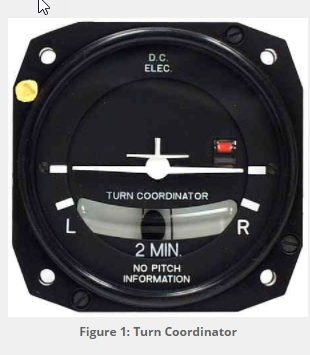 D.C.
ELEC.
TURN COORDINATOR
L
R
2 MIN.
NO PITCH
INFORMATION
Figure 1: Turn Coordinator